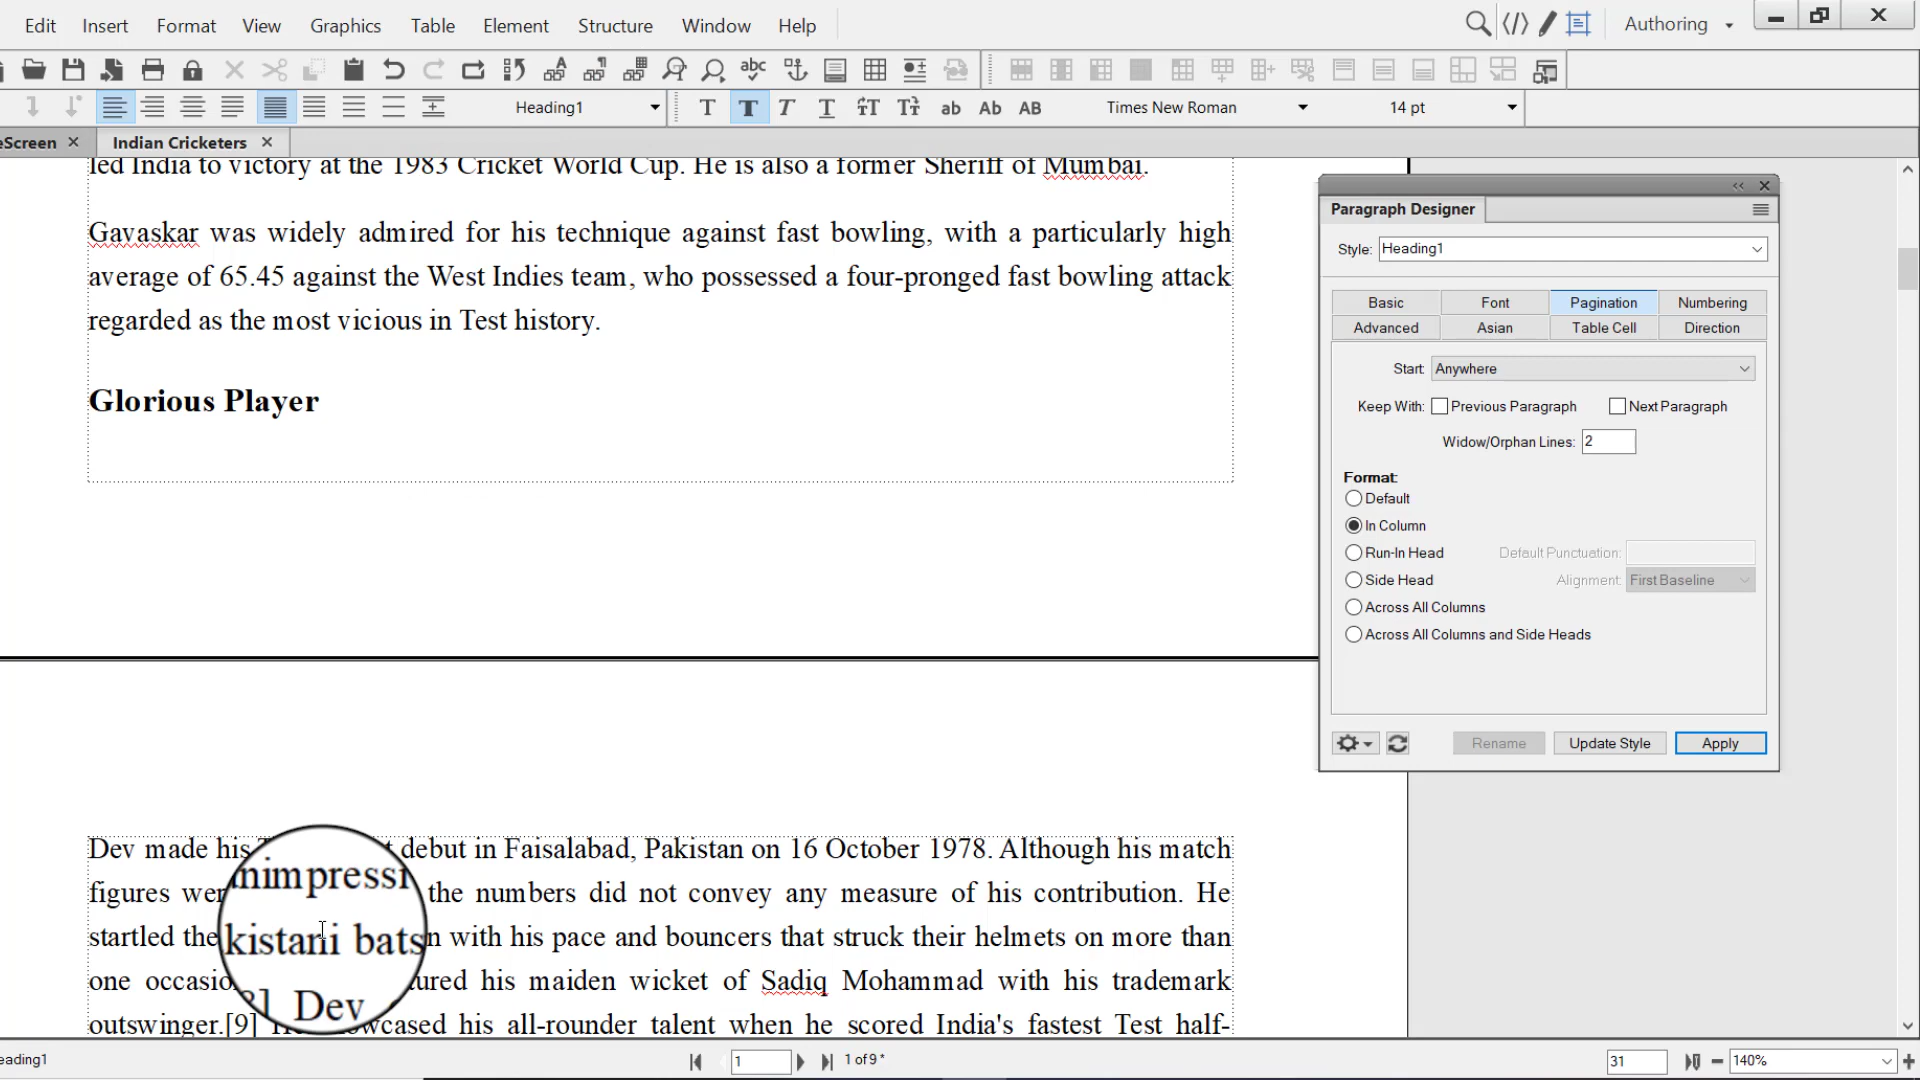 Edit Insert Format View Graphics Table Element Structure Window Help
Authoring
Heading1
Times New Roman
14 pt
eScreen
Indian Cricketers
led India to victory at the 1983 Cricket World Cup. He is also a former Sheriff of Mumbai.
Gavaskar was widely admired for his technique against fast bowling, with a particularly high
average of 65.45 against the West Indies team, who possessed a four-pronged fast bowling attack
regarded as the most vicious in Test history.
Glorious Player
Dev made his debut in Faisalabad, Pakistan on 16 October 1978. Although his match
figures the numbers did not convey any measure of his contribution. He
startled the kistani bats n with his pace and bouncers that struck their helmets on more than
one his maiden wicket of Sadiq Mohammad with his trademark
Dev
outswinger.[9] his all-rounder talent when he scored India's fastest Test half-
Paragraph Designer
Style: Heading1
Basic Font Pagination Numbering
Advanced Asian Table Cell Direction
Start: Anywhere
Keep With: Previous Paragraph Next Paragraph
Widow/Orphan Lines: 2
Format:
Default
In Column
Run-In Head Default Punctuation:
Side Head Alignment: First Baseline
Across All Columns
Across All Columns and Side Heads
Rename Update Style Apply
eading1
1
1 of 9 *
31
140%